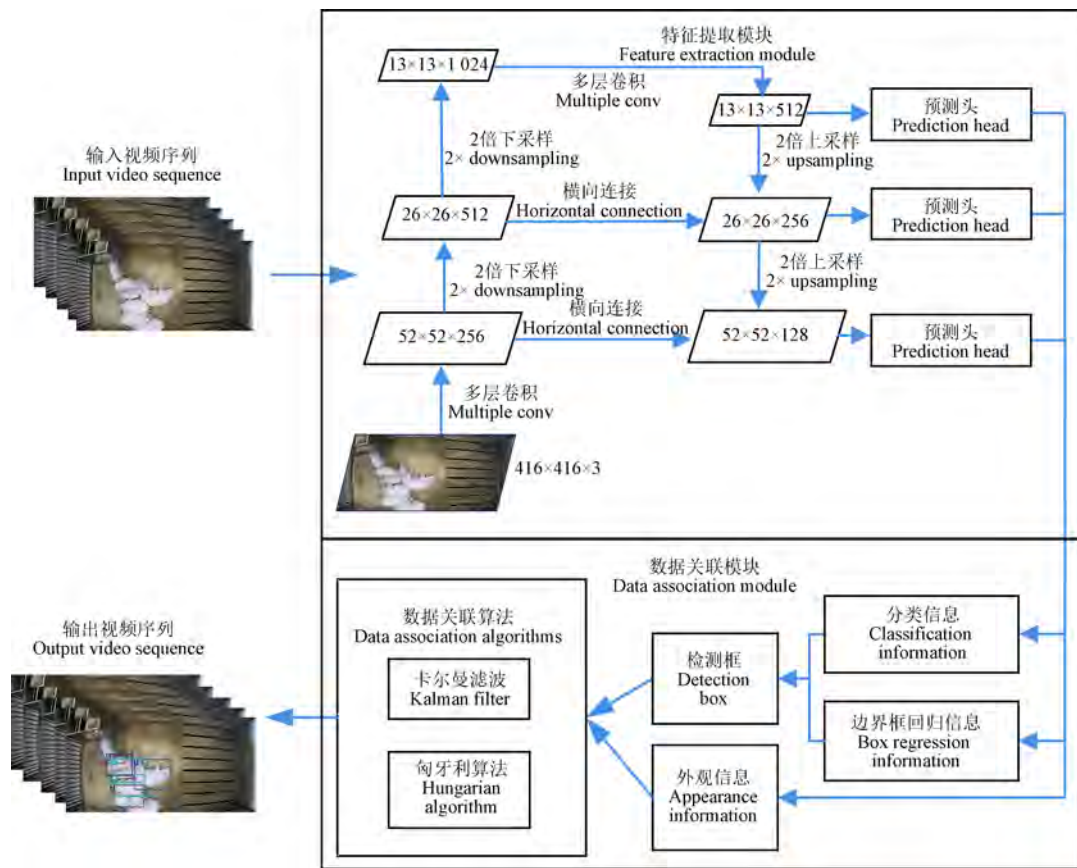 特征提取模块
Feature extraction module
13×13×1 024
多层卷积
Multiple conv
13×13×512
预测头
Prediction head
2倍下采样
2× downsampling
2倍上采样
2× upsampling
输入视频序列
Input video sequence
26×26×512
横向连接
Horizontal connection
26×26×256
预测头
Prediction head
2倍下采样
2× downsampling
2倍上采样
2× upsampling
52×52×256
横向连接
Horizontal connection
52×52×128
预测头
Prediction head
多层卷积
Multiple conv
416×416×3
数据关联模块
Data association module
数据关联算法
Data association algorithms
卡尔曼滤波
Kalman filter
匈牙利算法
Hungarian
algorithm
检测框
Detection
box
外观信息
Appearance
information
分类信息
Classification
information
边界框回归信息
Box regression
information
输出视频序列
Output video sequence